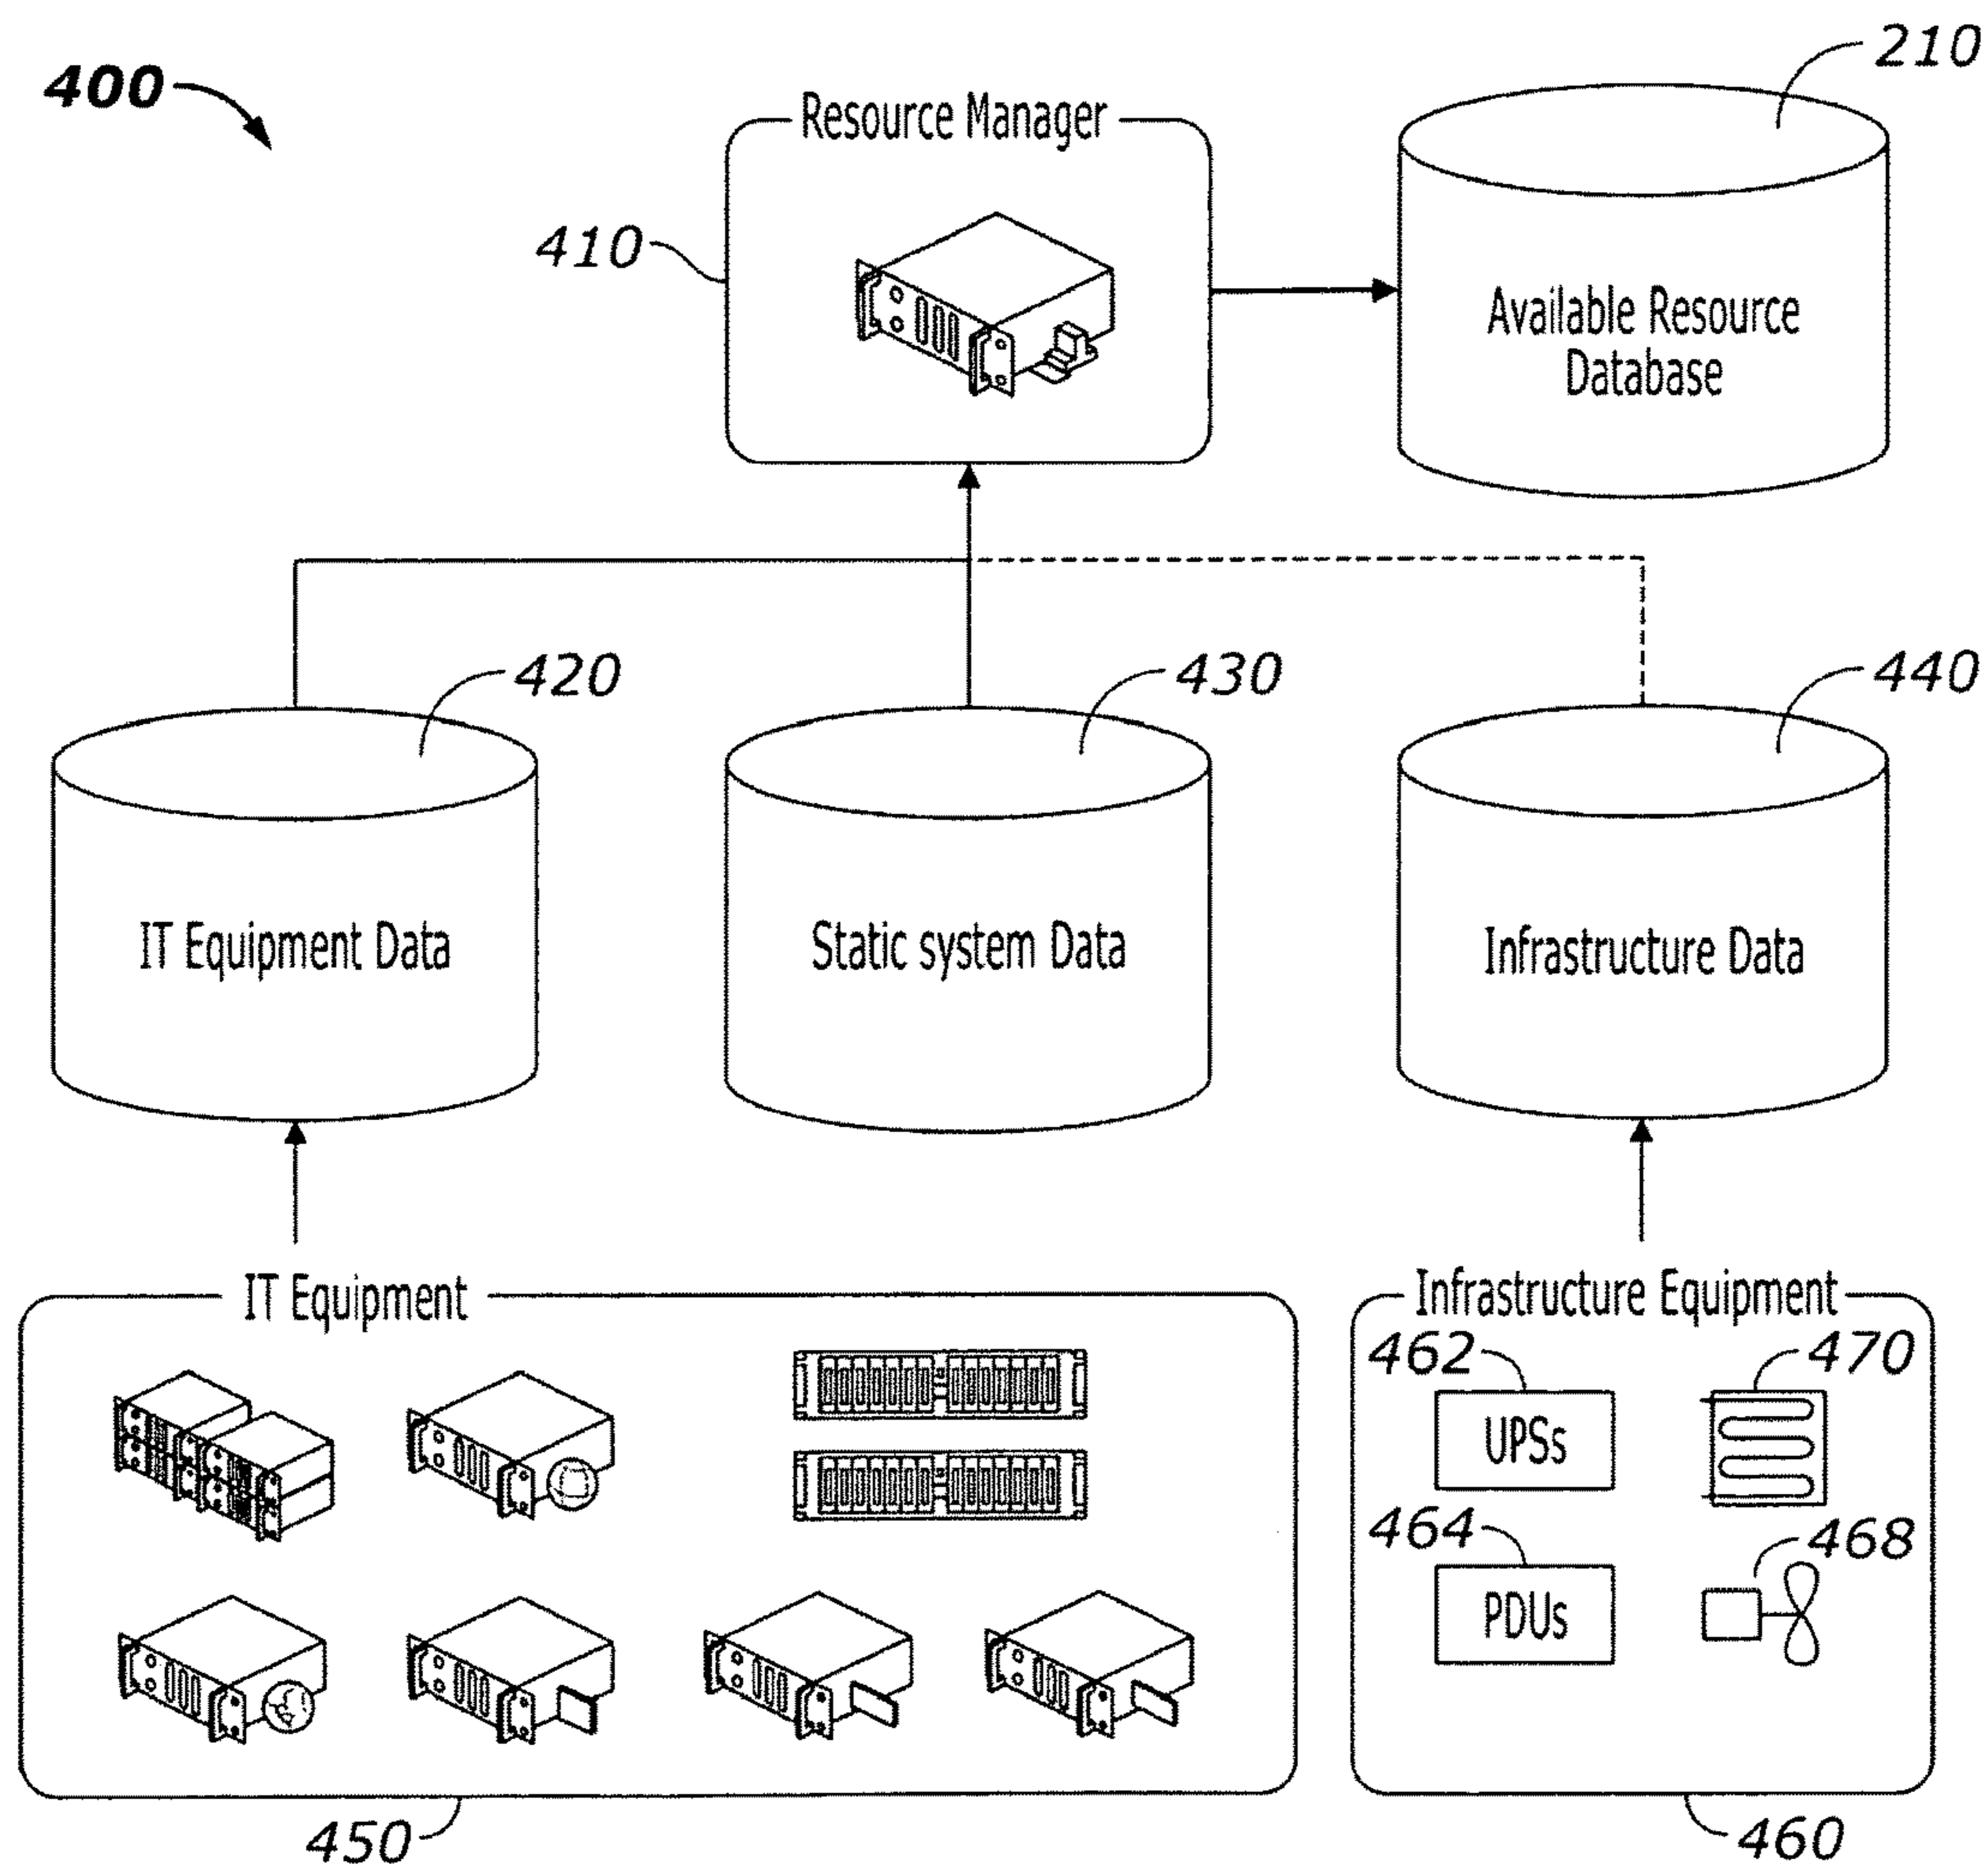 400
210
Resource Manager
410
Available Resource
Database
420
430
440
IT Equipment Data
Static system Data
Infrastructure Data
IT Equipment
Infrastructure Equipment
462
470
UPSs
464
468
PDUs
450
460